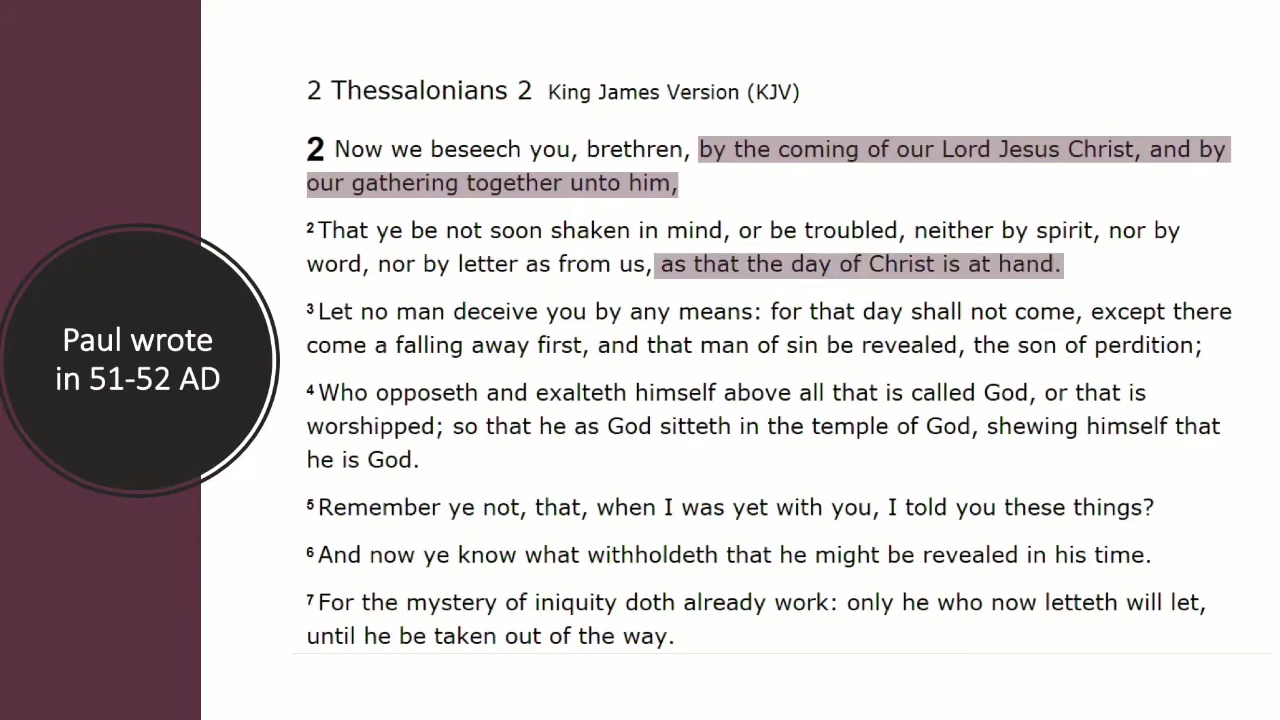 Paul wrote
in 51-52 AD
2 Thessalonians 2 King James Version (KJV)
2 Now we beseech you, brethren, by the coming of our Lord Jesus Christ, and by
our gathering together unto him,
2 That ye be not soon shaken in mind, or be troubled, neither by spirit, nor by
word, nor by letter as from us, as that the day of Christ is at hand.
3 Let no man deceive you by any means: for that day shall not come, except there
come a falling away first, and that man of sin be revealed, the son of perdition;
4 Who opposeth and exalteth himself above all that is called God, or that is
worshipped; so that he as God sitteth in the temple of God, shewing himself that
he is God.
5 Remember ye not, that, when I was yet with you, I told you these things?
6 And now ye know what withholdeth that he might be revealed in his time.
7 For the mystery of iniquity doth already work: only he who now letteth will let,
until he be taken out of the way.